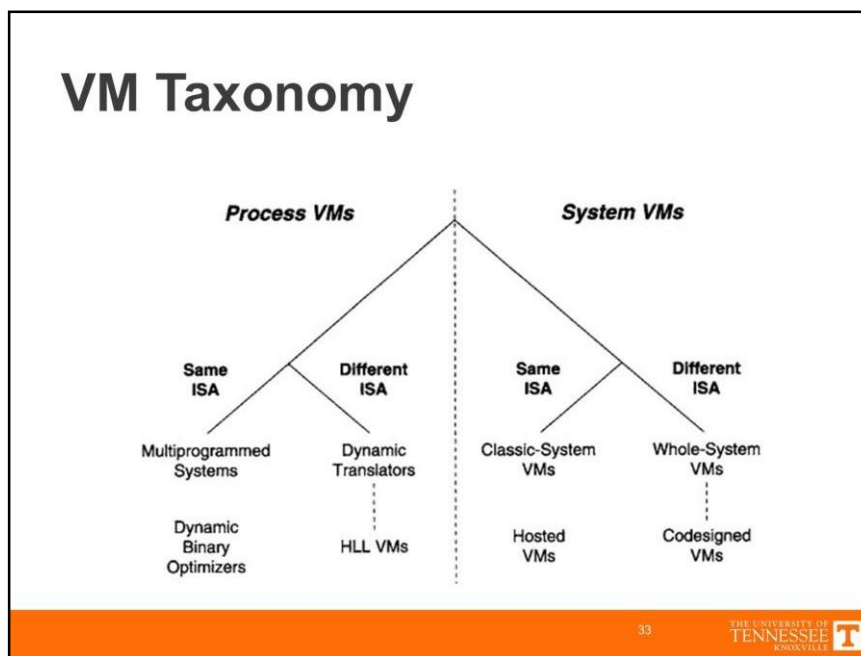 VM Taxonomy
Process VMs
System VMs
Same
ISA
Different
ISA
Same
ISA
Different
ISA
Multiprogrammed
Systems
Dynamic
Translators
Classic-System
VMs
Whole-System
VMs
Dynamic
Binary
Optimizers
HLL VMs
Hosted
VMs
Codesigned
VMs
33
THE UNIVERSITY OF
TENNESSEE
KNOXVILLE
T